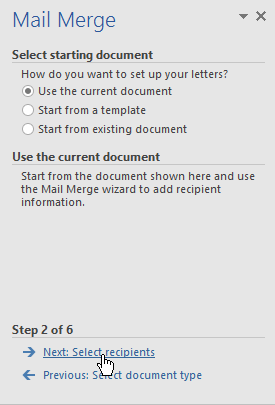 Mail Merge
Select starting document
How do you want to set up your letters?
Use the current document
Start from a template
Start from existing document
Use the current document
Start from the document shown here and use
the Mail Merge wizard to add recipient
information.
Step 2 of 6
Next: Select recipients
Previous: Select document type